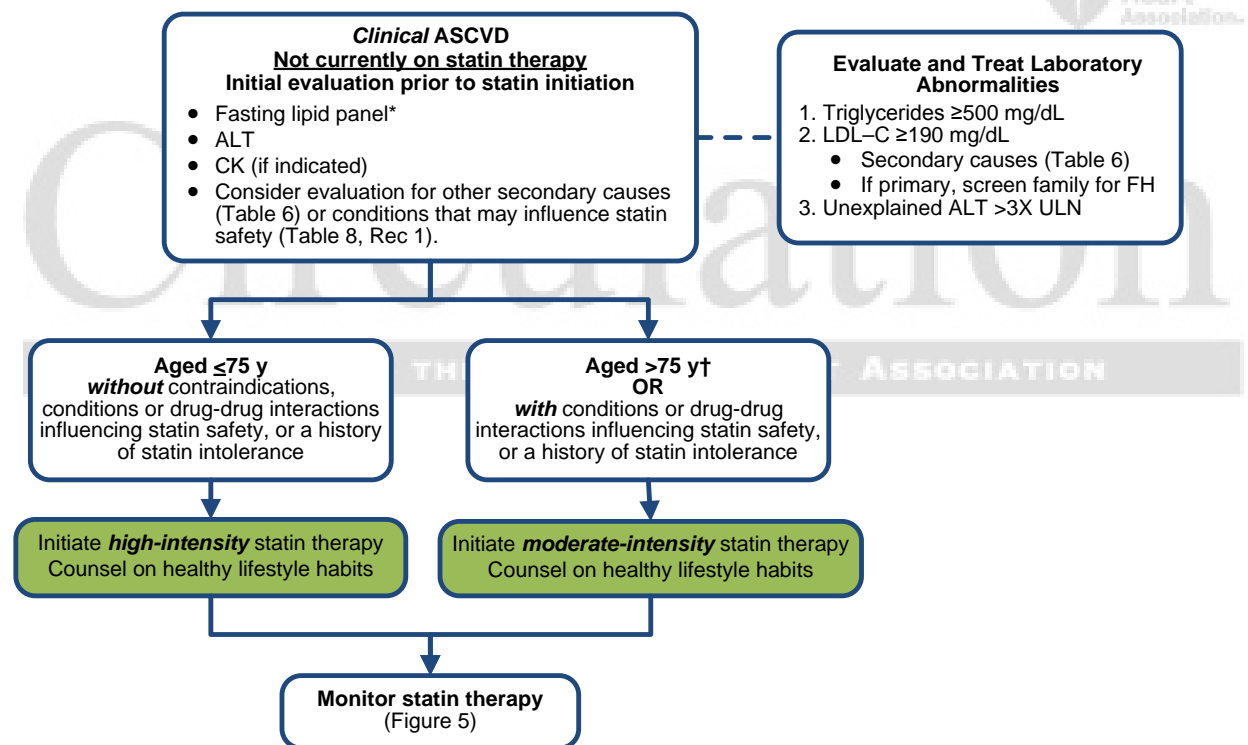 Association
Clinical ASCVD
Not currently on statin therapy
Initial evaluation prior to statin initiation
• Fasting lipid panel*
• ALT
• CK (if indicated)
• Consider evaluation for other secondary causes
(Table 6) or conditions that may influence statin
safety (Table 8, Rec 1).
Evaluate and Treat Laboratory
Abnormalities
1. Triglycerides ≥500 mg/dL
2. LDL–C ≥190 mg/dL
• Secondary causes (Table 6)
• If primary, screen family for FH
3. Unexplained ALT >3X ULN
Circulation
ASSOCIATION
Aged ≤75 y
without contraindications,
conditions or drug-drug interactions
influencing statin safety, or a history
of statin intolerance
Aged >75 y†
OR
with conditions or drug-drug
interactions influencing statin safety,
or a history of statin intolerance
Initiate high-intensity statin therapy
Counsel on healthy lifestyle habits
Initiate moderate-intensity statin therapy
Counsel on healthy lifestyle habits
Monitor statin therapy
(Figure 5)